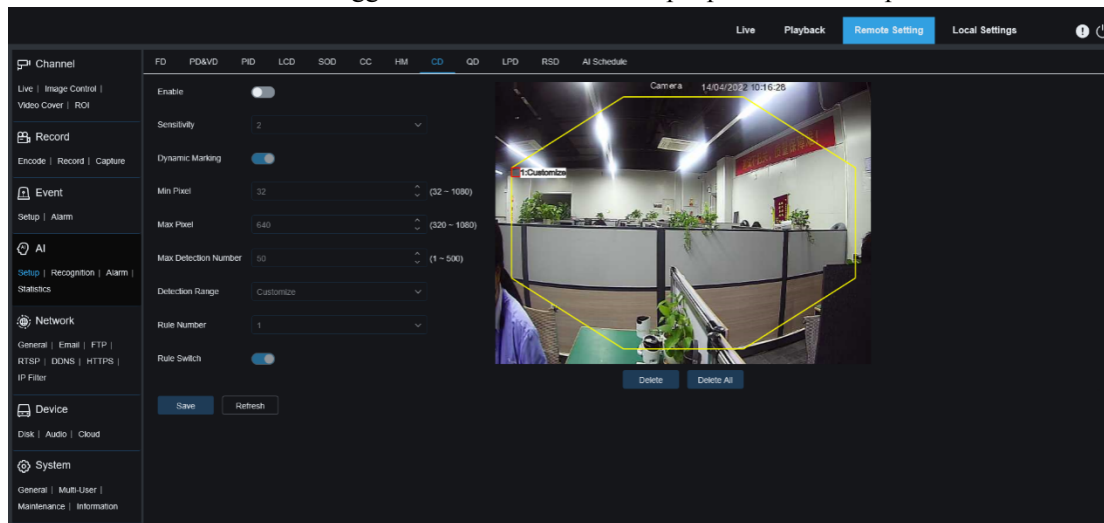 Live Playback Remote Setting Local Settings
Channel
Live | Image Control |
Video Cover | ROI
Record
Encode | Record | Capture
Event
Setup | Alarm
AI
Setup | Recognition | Alarm |
Statistics
Network
General | Email | FTP |
RTSP | DDNS | HTTPS |
IP Filter
Device
Disk | Audio | Cloud
System
General | Multi-User |
Maintenance | Information
FD PD&VD PID LCD SOD CC HM CD QD LPD RSD AI Schedule
Enable
Sensitivity 2
Dynamic Marking
Min Pixel 32 (32 ~ 1080)
Max Pixel 640 (320 ~ 1080)
Max Detection Number 50 (1 ~ 500)
Detection Range Customize
Rule Number 1
Rule Switch
Save Refresh
Camera 14/04/2022 10:16:28
1:Customize
Delete Delete All